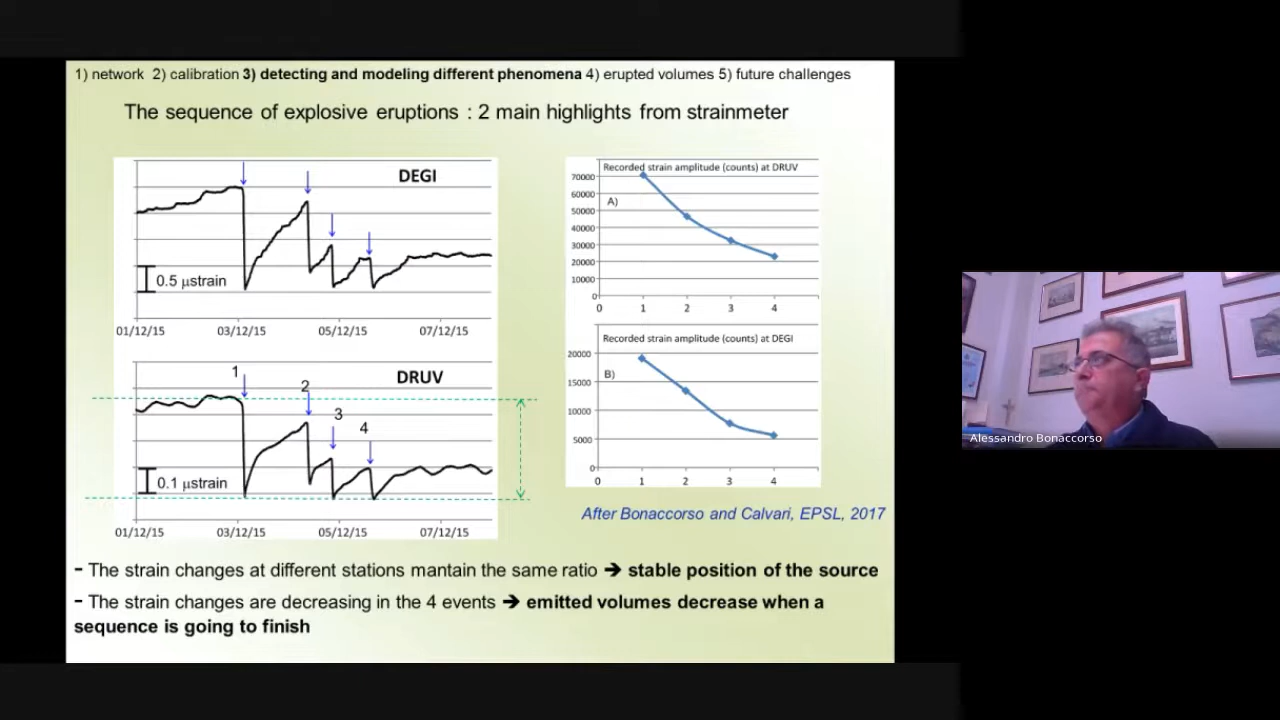 1) network 2) calibration 3) detecting and modeling different phenomena 4) erupted volumes 5) future challenges
The sequence of explosive eruptions : 2 main highlights from strainmeter
DEGI
0.5 µstrain
01/12/15 03/12/15 05/12/15 07/12/15
DRUV
1
2
3
4
0.1 µstrain
01/12/15 03/12/15 05/12/15 07/12/15
Recorded strain amplitude (counts) at DRUV
A)
70000
60000
50000
40000
30000
20000
10000
0
0 1 2 3 4
Recorded strain amplitude (counts) at DEGI
B)
20000
15000
10000
5000
0
0 1 2 3 4
After Bonaccorso and Calvari, EPSL, 2017
- The strain changes at different stations mantain the same ratio ➔ stable position of the source
- The strain changes are decreasing in the 4 events ➔ emitted volumes decrease when a
sequence is going to finish
Alessandro Bonaccorso